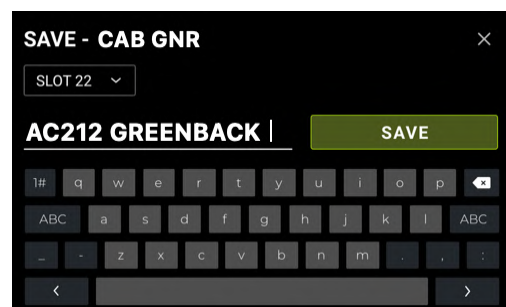 SAVE - CAB GNR
SLOT 22
AC212 GREENBACK
SAVE
1# q w e r t y u i o p
ABC a s d f g h j k l ABC
_ - z x c v b n m . , :